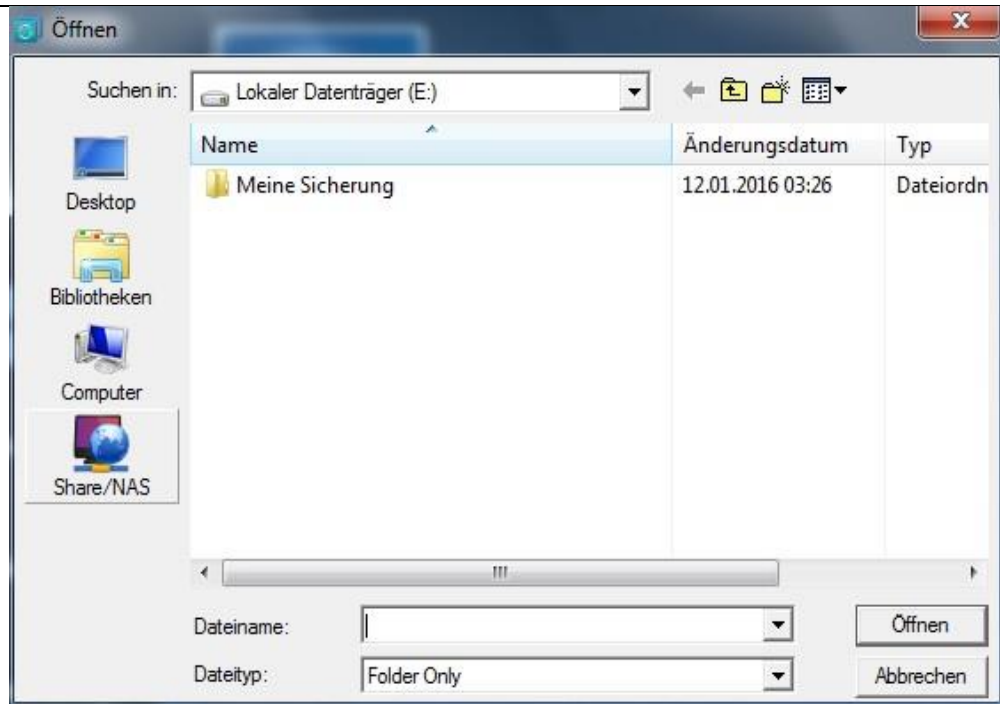 Öffnen
Suchen in: Lokaler Datenträger (E:)
Name Änderungsdatum Typ
Meine Sicherung 12.01.2016 03:26 Dateiordn
Desktop
Bibliotheken
Computer
Share/NAS
Dateiname: Öffnen
Dateityp: Folder Only Abbrechen